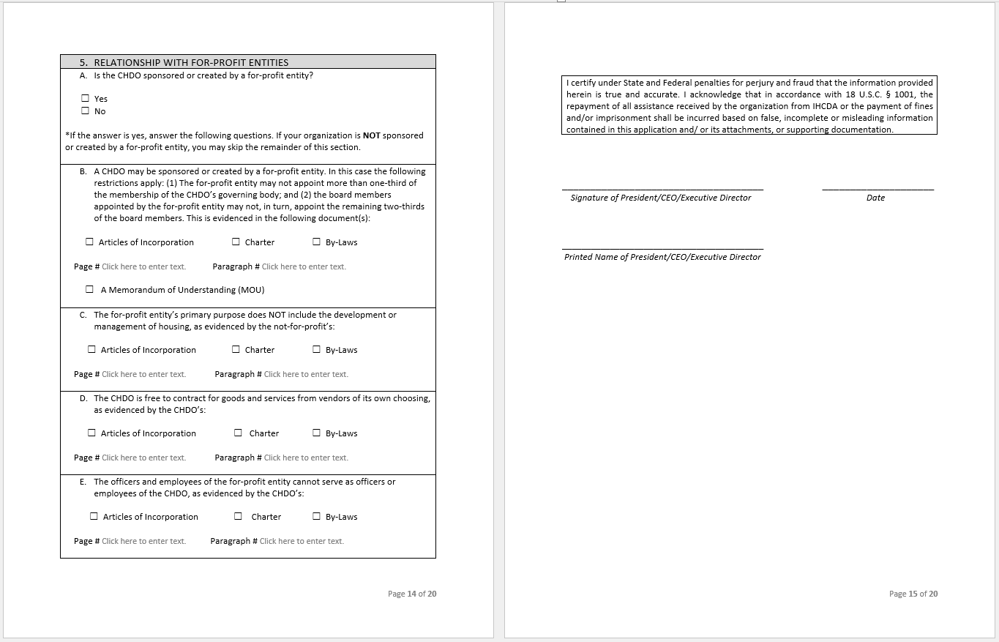 5. RELATIONSHIP WITH FOR-PROFIT ENTITIES
A. Is the CHDO sponsored or created by a for-profit entity?
☐ Yes
☐ No
*If the answer is yes, answer the following questions. If your organization is NOT sponsored
or created by a for-profit entity, you may skip the remainder of this section.
B. A CHDO may be sponsored or created by a for-profit entity. In this case the following
restrictions apply: (1) The for-profit entity may not appoint more than one-third of
the membership of the CHDO's governing body; and (2) the board members
appointed by the for-profit entity may not, in turn, appoint the remaining two-thirds
of the board members. This is evidenced in the following document(s):
☐ Articles of Incorporation ☐ Charter ☐ By-Laws
Page # Click here to enter text. Paragraph # Click here to enter text.
☐ A Memorandum of Understanding (MOU)
C. The for-profit entity's primary purpose does NOT include the development or
management of housing, as evidenced by the not-for-profit's:
☐ Articles of Incorporation ☐ Charter ☐ By-Laws
Page # Click here to enter text. Paragraph # Click here to enter text.
D. The CHDO is free to contract for goods and services from vendors of its own choosing,
as evidenced by the CHDO's:
☐ Articles of Incorporation ☐ Charter ☐ By-Laws
Page # Click here to enter text. Paragraph # Click here to enter text.
E. The officers and employees of the for-profit entity cannot serve as officers or
employees of the CHDO, as evidenced by the CHDO's:
☐ Articles of Incorporation ☐ Charter ☐ By-Laws
Page # Click here to enter text. Paragraph # Click here to enter text.
Page 14 of 20
I certify under State and Federal penalties for perjury and fraud that the information provided
herein is true and accurate. I acknowledge that in accordance with 18 U.S.C. § 1001, the
repayment of all assistance received by the organization from IHCDA or the payment of fines
and/or imprisonment shall be incurred based on false, incomplete or misleading information
contained in this application and/ or its attachments, or supporting documentation.
Signature of President/CEO/Executive Director Date
Printed Name of President/CEO/Executive Director
Page 15 of 20